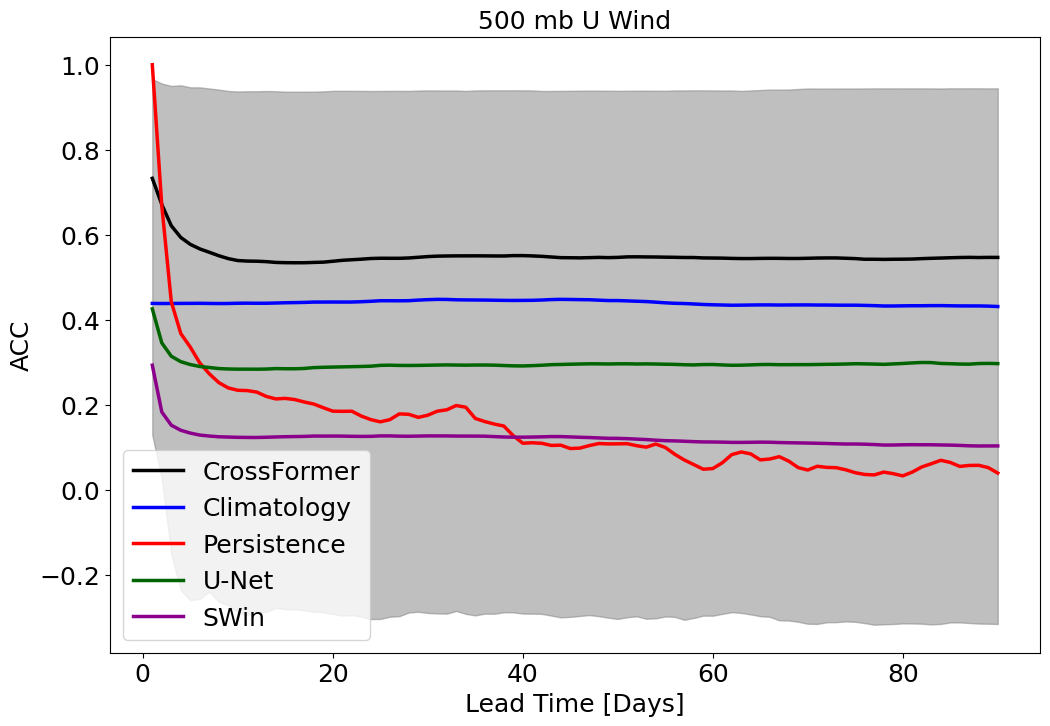 500 mb U Wind
ACC
1.0
0.8
0.6
0.4
0.2
0.0
−0.2
CrossFormer
Climatology
Persistence
U-Net
SWin
0 20 40 60 80
Lead Time [Days]